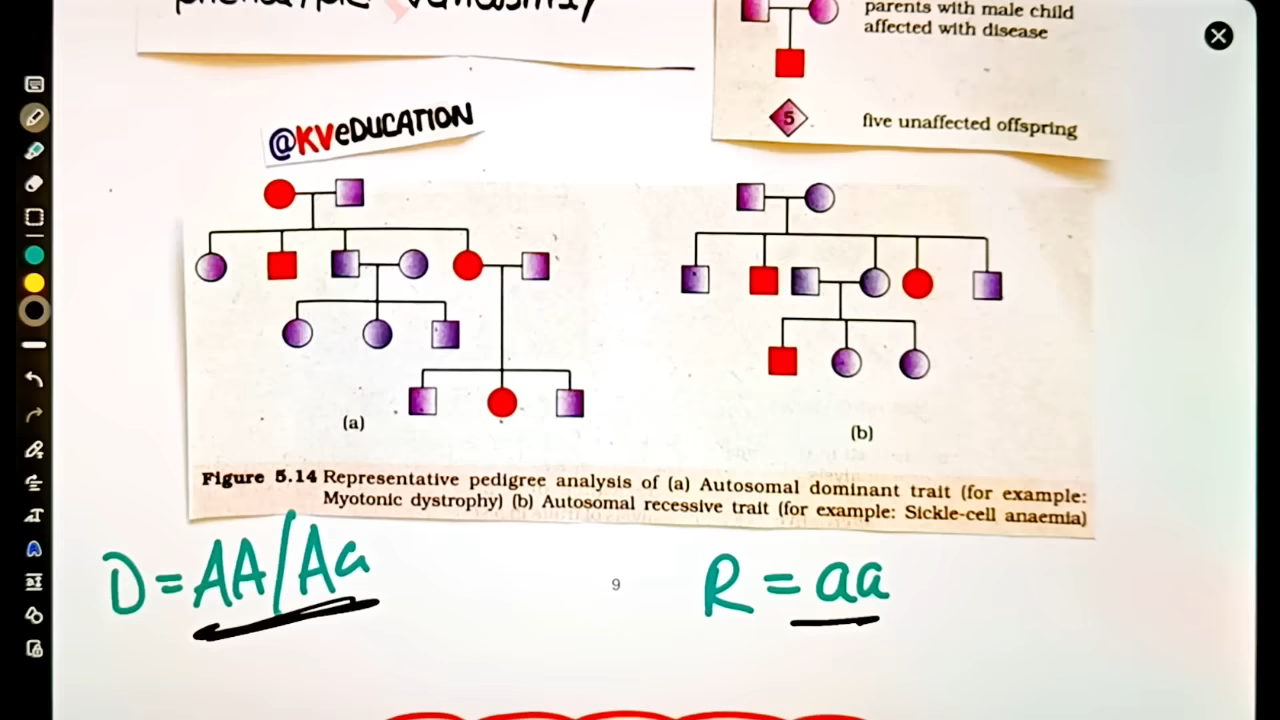 parents with male child
affected with disease
5
five unaffected offspring
@KVeDUCATION
(a)
(b)
Figure 5.14 Representative pedigree analysis of (a) Autosomal dominant trait (for example:
Myotonic dystrophy) (b) Autosomal recessive trait (for example: Sickle-cell anaemia)
D = AA/Aa
9
R = aa